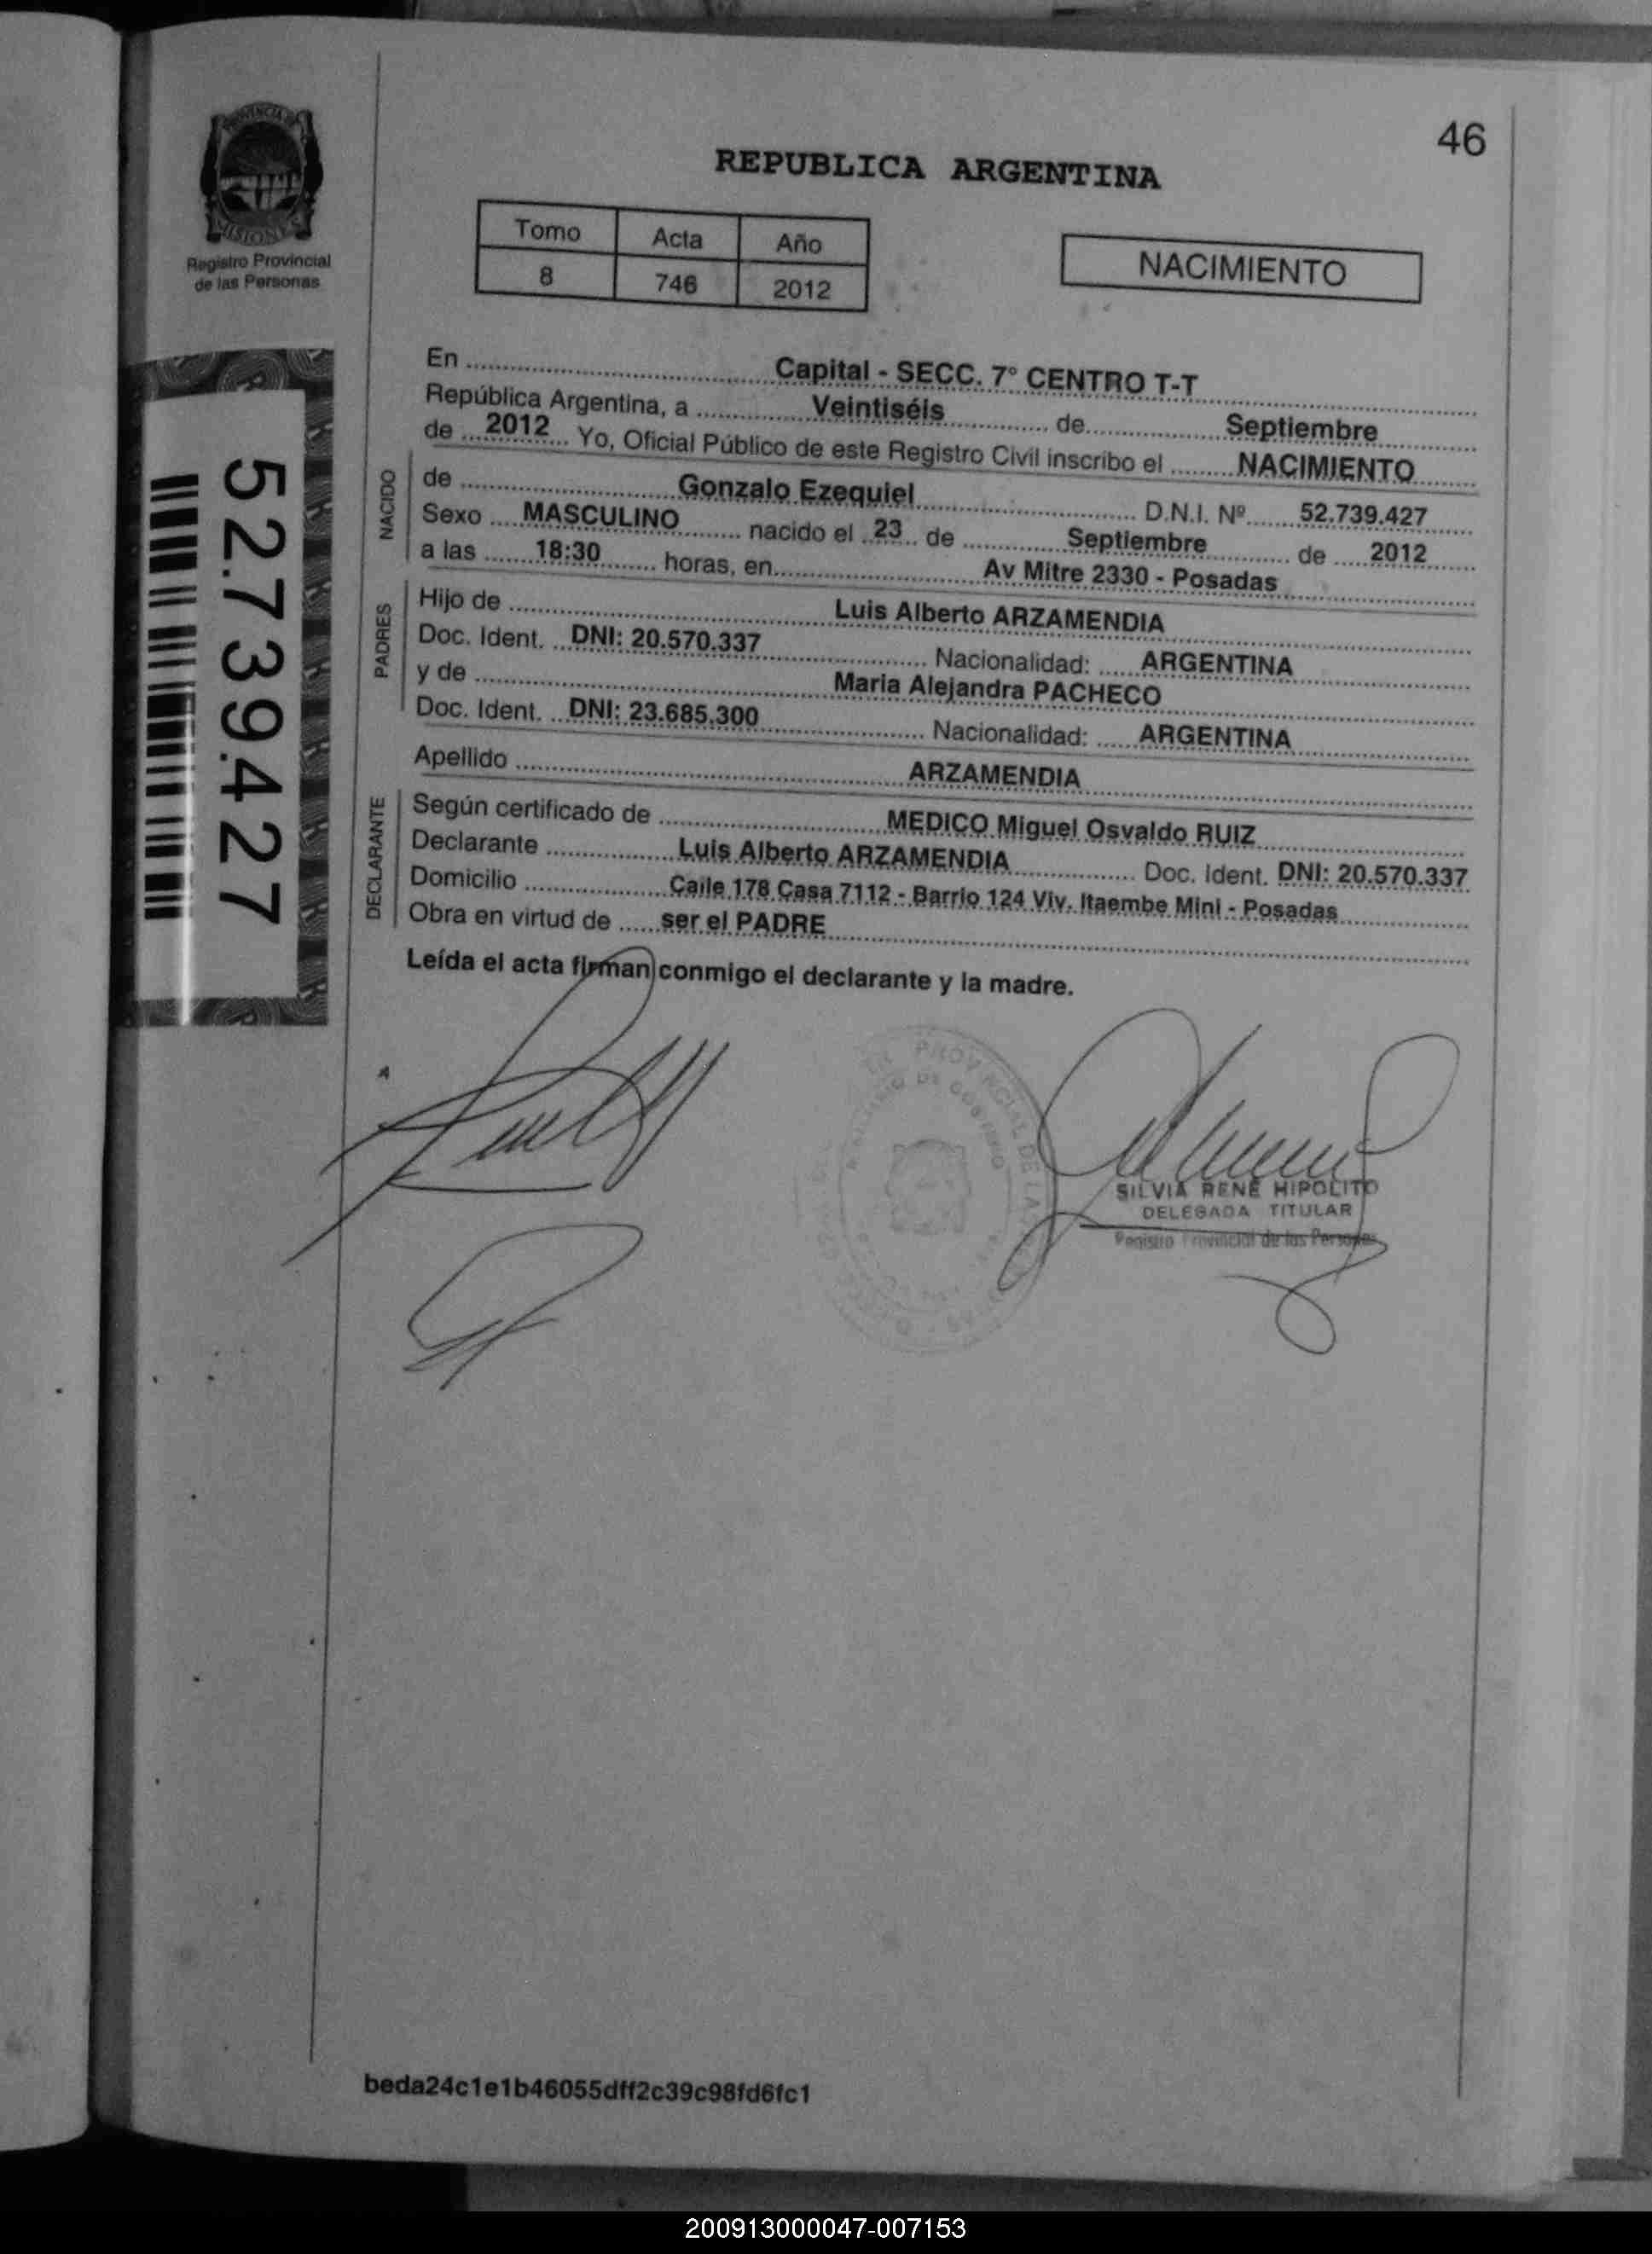 46
REPUBLICA ARGENTINA
PROVINCIA DE
MISIONES
Registro Provincial
de las Personas
Tomo Acta Año
8 746 2012
NACIMIENTO
52.739.427
En Capital - SECC. 7° CENTRO T-T
República Argentina, a Veintiséis de Septiembre
de 2012 Yo, Oficial Público de este Registro Civil inscribo el NACIMIENTO
NACIDO
de Gonzalo Ezequiel D.N.I. Nº 52.739.427
Sexo MASCULINO nacido el 23 de Septiembre de 2012
a las 18:30 horas, en Av Mitre 2330 - Posadas
PADRES
Hijo de Luis Alberto ARZAMENDIA
Doc. Ident. DNI: 20.570.337 Nacionalidad: ARGENTINA
y de Maria Alejandra PACHECO
Doc. Ident. DNI: 23.685.300 Nacionalidad: ARGENTINA
Apellido ARZAMENDIA
DECLARANTE
Según certificado de MEDICO Miguel Osvaldo RUIZ
Declarante Luis Alberto ARZAMENDIA Doc. Ident. DNI: 20.570.337
Domicilio Calle 178 Casa 7112 - Barrio 124 Viv. Itaembe Mini - Posadas
Obra en virtud de ser el PADRE
Leída el acta firman conmigo el declarante y la madre.
PROVINCIAL DE LA
DE GOBIERNO
SILVIA RENE HIPOLITO
DELEGADA TITULAR
Registro Provincial de las Personas
beda24c1e1b46055dff2c39c98fd6fc1
200913000047-007153